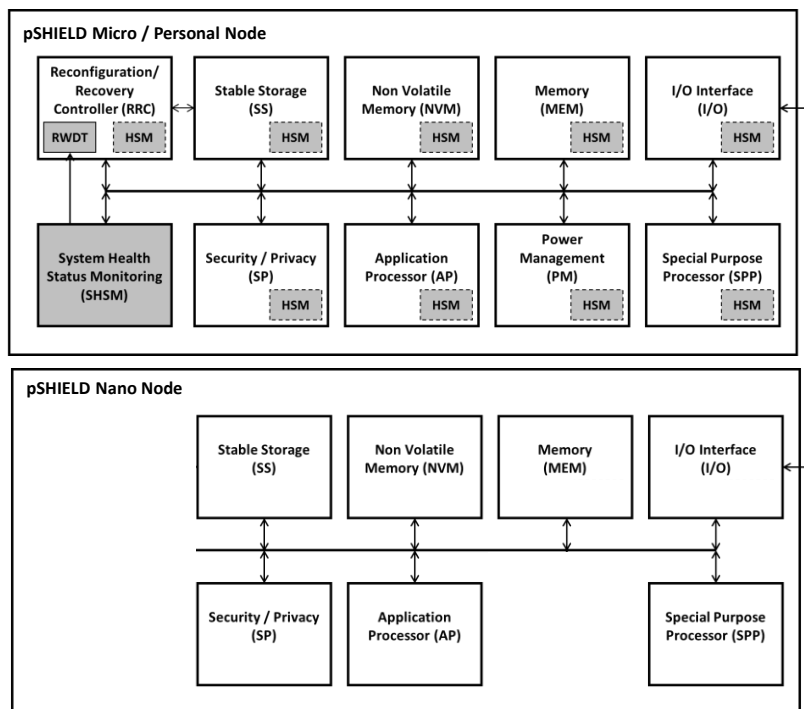 pSHIELD Micro / Personal Node
Reconfiguration/
Recovery
Controller (RRC)
RWDT
HSM
Stable Storage
(SS)
HSM
Non Volatile
Memory (NVM)
HSM
Memory
(MEM)
HSM
I/O Interface
(I/O)
HSM
System Health
Status Monitoring
(SHSM)
Security / Privacy
(SP)
HSM
Application
Processor (AP)
HSM
Power
Management
(PM)
HSM
Special Purpose
Processor (SPP)
HSM
pSHIELD Nano Node
Stable Storage
(SS)
Non Volatile
Memory (NVM)
Memory
(MEM)
I/O Interface
(I/O)
Security / Privacy
(SP)
Application
Processor (AP)
Special Purpose
Processor (SPP)